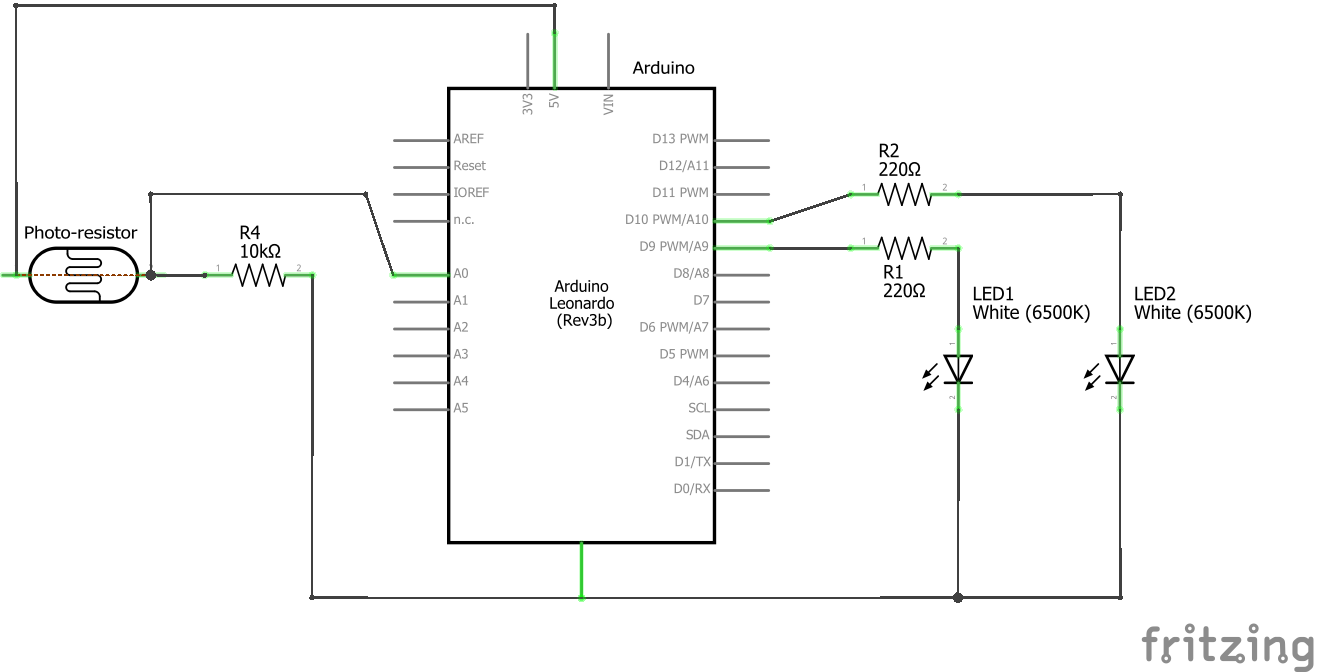 Arduino
3V3
5V
VIN
AREF
Reset
IOREF
n.c.
A0
A1
A2
A3
A4
A5
D13 PWM
D12/A11
D11 PWM
D10 PWM/A10
D9 PWM/A9
D8/A8
D7
D6 PWM/A7
D5 PWM
D4/A6
SCL
SDA
D1/TX
D0/RX
Arduino
Leonardo
(Rev3b)
Photo-resistor
R4
10kΩ
1
2
R2
220Ω
1
2
1
2
R1
220Ω
LED1
White (6500K)
1
2
LED2
White (6500K)
1
2
fritzing